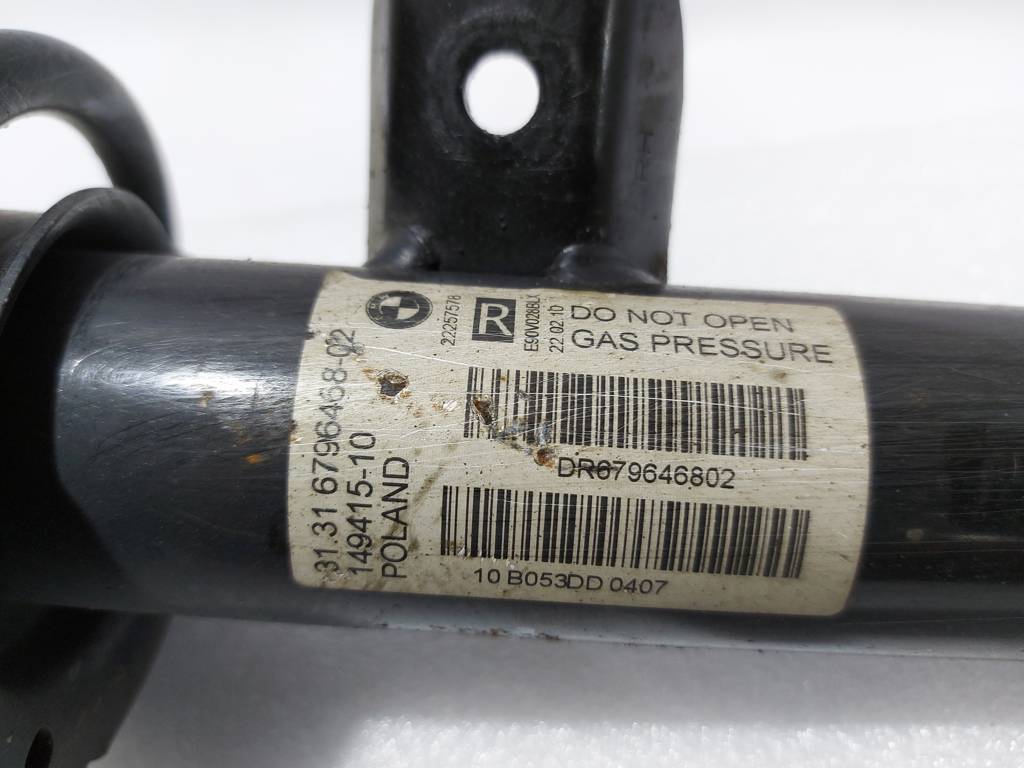 31.31 6796468-02
149415-10
POLAND
22257578
R
E90V028BLX
22 02 10
DO NOT OPEN
GAS PRESSURE
DR679646802
10 B053DD 0407